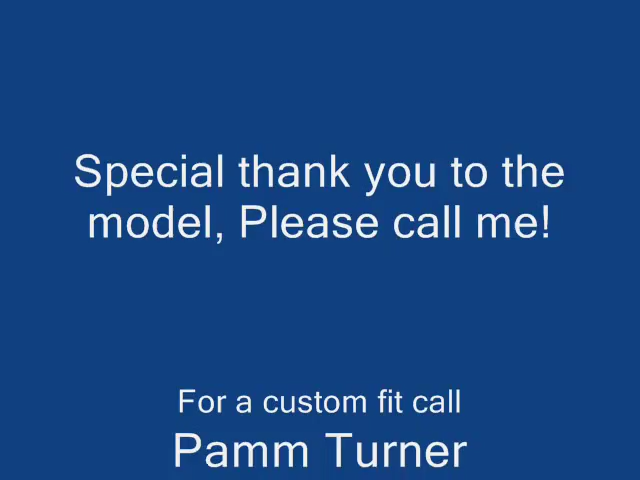 Special thank you to the
model, Please call me!
For a custom fit call
Pamm Turner